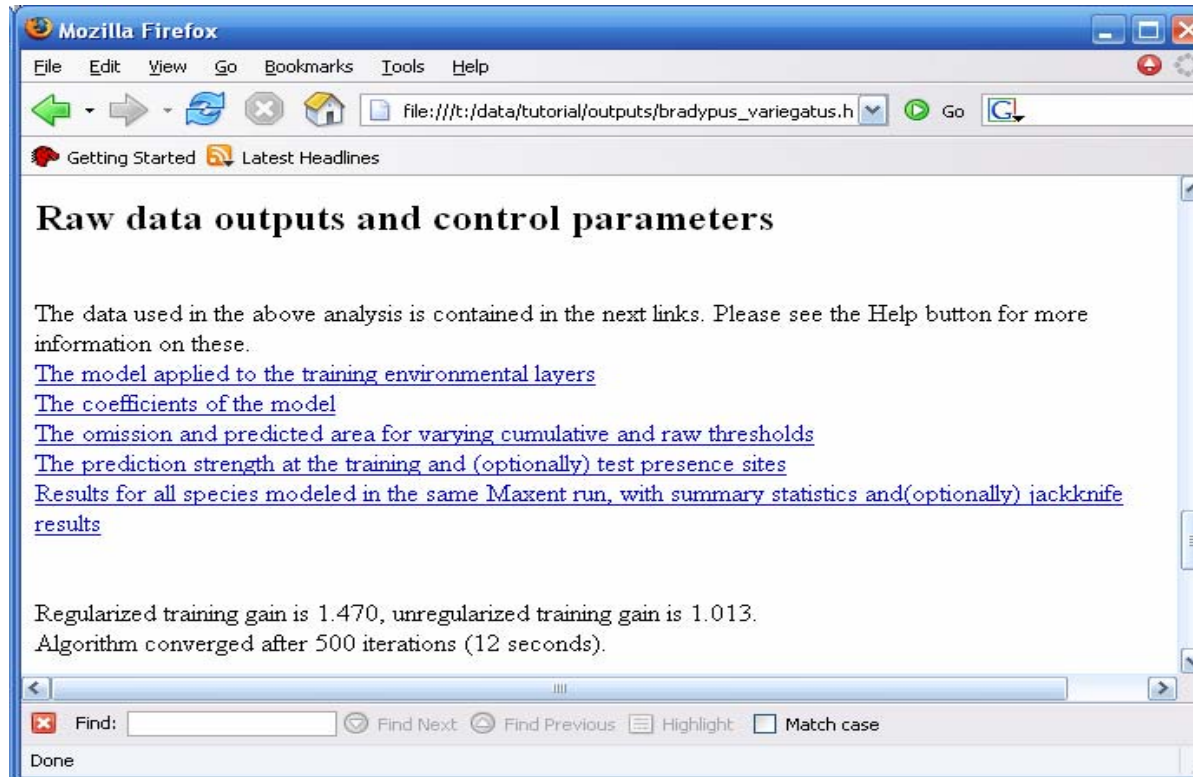 Mozilla Firefox
File Edit View Go Bookmarks Tools Help
file:///t:/data/tutorial/outputs/bradypus_variegatus.h Go G
Getting Started Latest Headlines
Raw data outputs and control parameters
The data used in the above analysis is contained in the next links. Please see the Help button for more
information on these.
The model applied to the training environmental layers
The coefficients of the model
The omission and predicted area for varying cumulative and raw thresholds
The prediction strength at the training and (optionally) test presence sites
Results for all species modeled in the same Maxent run, with summary statistics and(optionally) jackknife
results
Regularized training gain is 1.470, unregularized training gain is 1.013.
Algorithm converged after 500 iterations (12 seconds).
Find: Find Next Find Previous Highlight Match case
Done